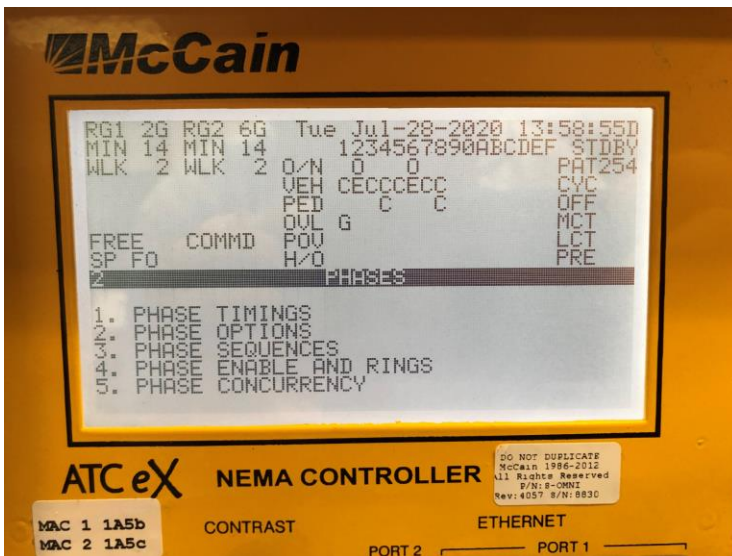 McCain
RG1 2G RG2 6G Tue Jul-28-2020 13:58:55D
MIN 14 MIN 14 1234567890ABCDEF STDBY
WLK 2 WLK 2 O/N O O PAT254
VEH CECCCECC CYC
PED C C OFF
OVL G MCT
FREE COMMD POV LCT
SP FO H/O PRE
2 PHASES
1. PHASE TIMINGS
2. PHASE OPTIONS
3. PHASE SEQUENCES
4. PHASE ENABLE AND RINGS
5. PHASE CONCURRENCY
ATC eX NEMA CONTROLLER
DO NOT DUPLICATE
McCain 1986-2012
All Rights Reserved
P/N:S-OMNI
Rev:4057 S/N:8830
MAC 1 1A5b
MAC 2 1A5c
CONTRAST
ETHERNET
PORT 2 PORT 1